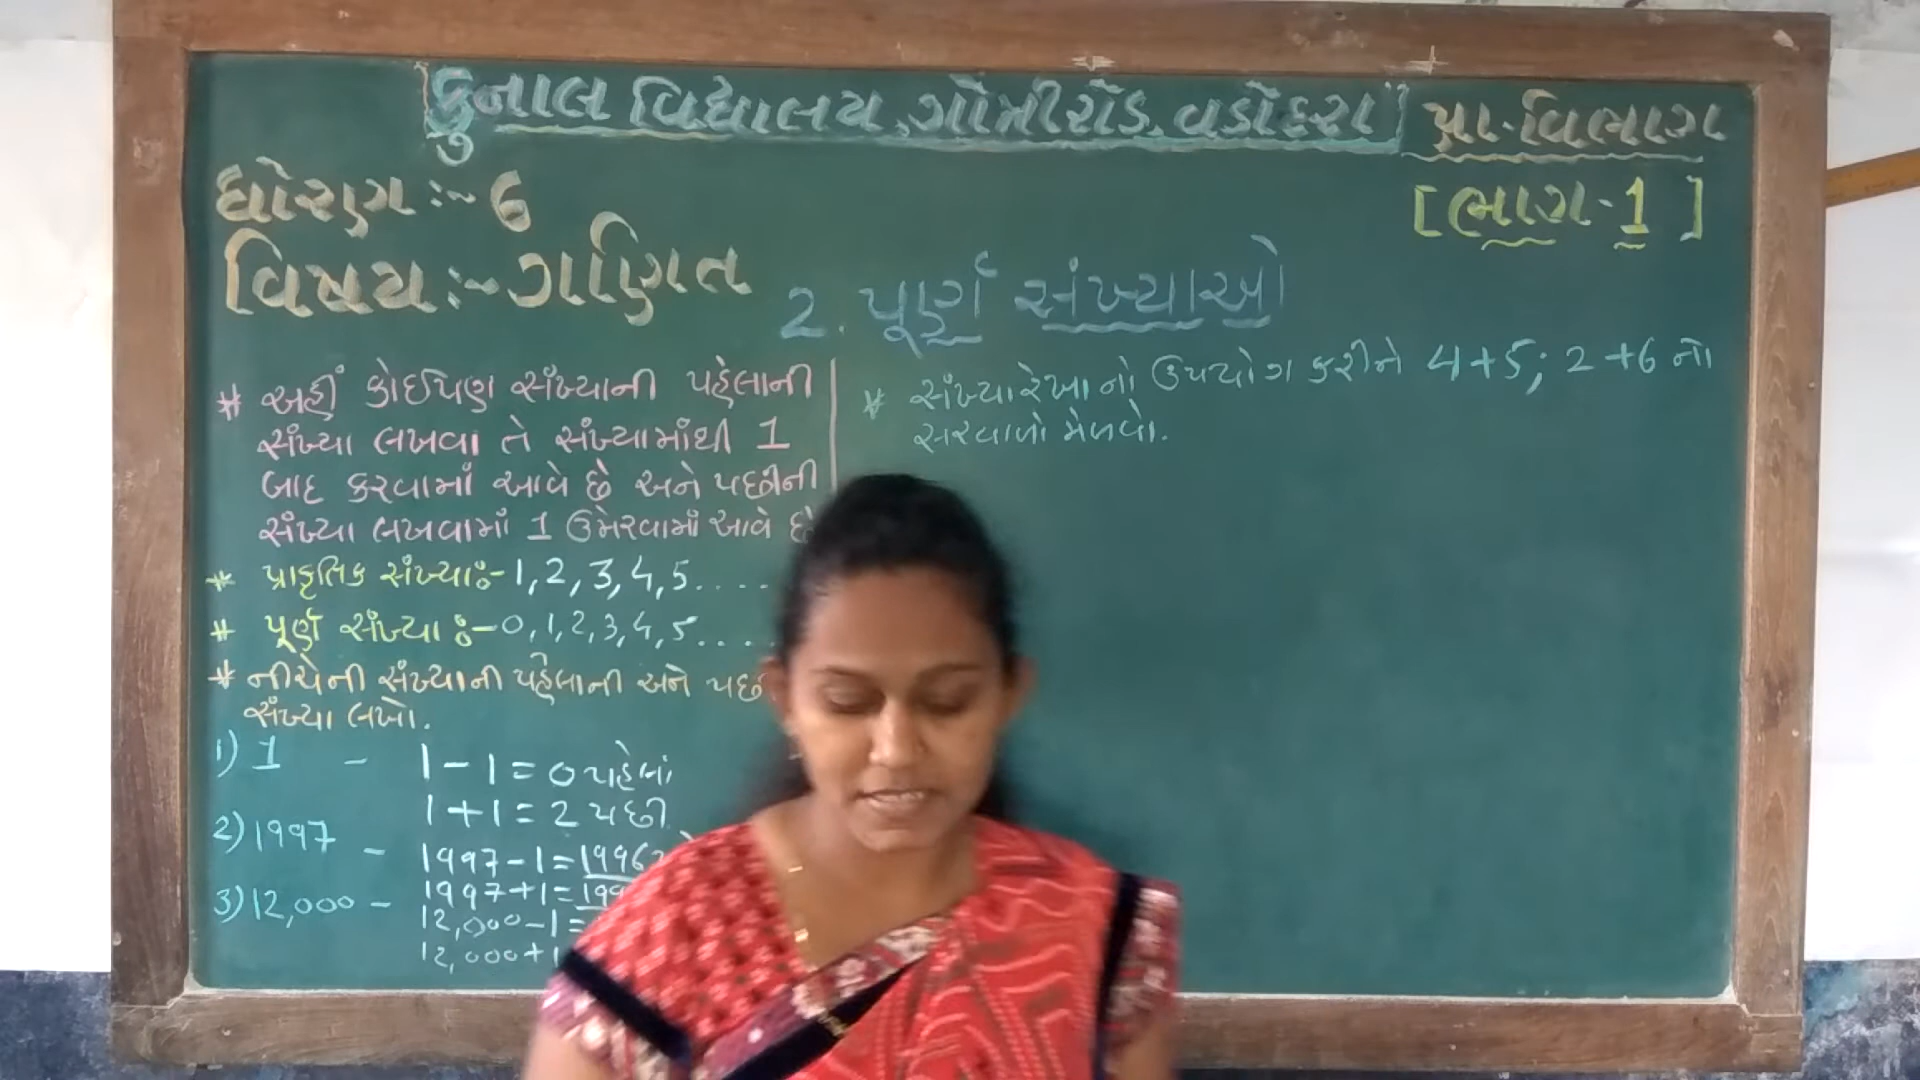 કુનાલ વિદ્યાલય, ગોત્રીરોડ, વડોદરા" પ્રા.વિભાગ
ધોરણ :- 6
[ભાગ-1]
વિષય :- ગણિત
2. પૂર્ણ સંખ્યાઓ
* અહીં કોઈપણ સંખ્યાની પહેલાની
સંખ્યા લખવા તે સંખ્યામાંથી 1
બાદ કરવામાં આવે છે અને પછીની
સંખ્યા લખવામાં 1 ઉમેરવામાં આવે છે
* પ્રાકૃતિક સંખ્યા :- 1, 2, 3, 4, 5 . . . .
* પૂર્ણ સંખ્યા :- 0, 1, 2, 3, 4, 5 . . . .
* નીચેની સંખ્યાની પહેલાની અને
સંખ્યા લખો.
1) 1 - 1 - 1 = 0 પહેલાં
1 + 1 = 2 પછી
2) 1997 - 1997 - 1 = 1996
1997 + 1 =
3) 12,000 - 12,000 - 1 =
12,000 + 1
* સંખ્યારેખાનો ઉપયોગ કરીને 4+5; 2+6 નો
સરવાળો મેળવો.